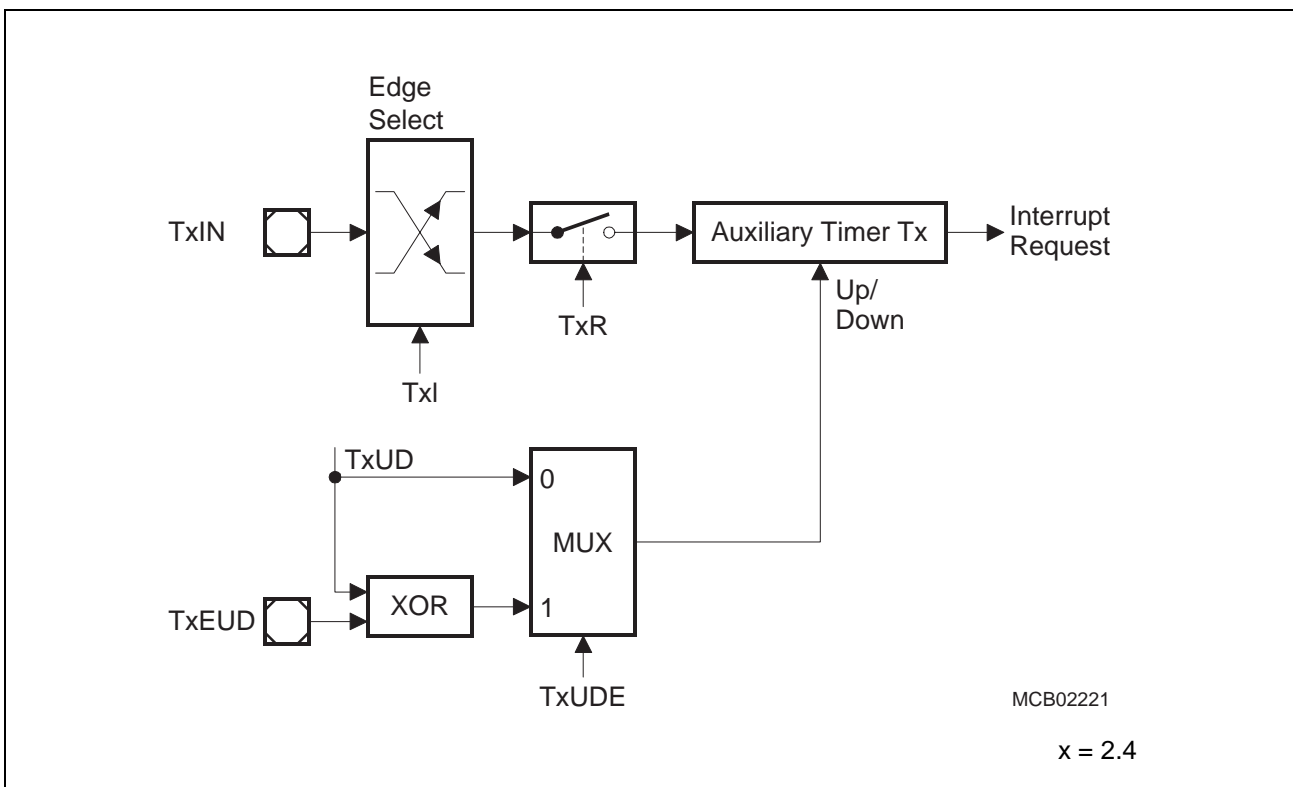 Edge
Select
TxIN
Auxiliary Timer Tx
Interrupt
Request
Up/
Down
TxR
TxI
TxUD
0
MUX
XOR
1
TxEUD
TxUDE
MCB02221
x = 2.4